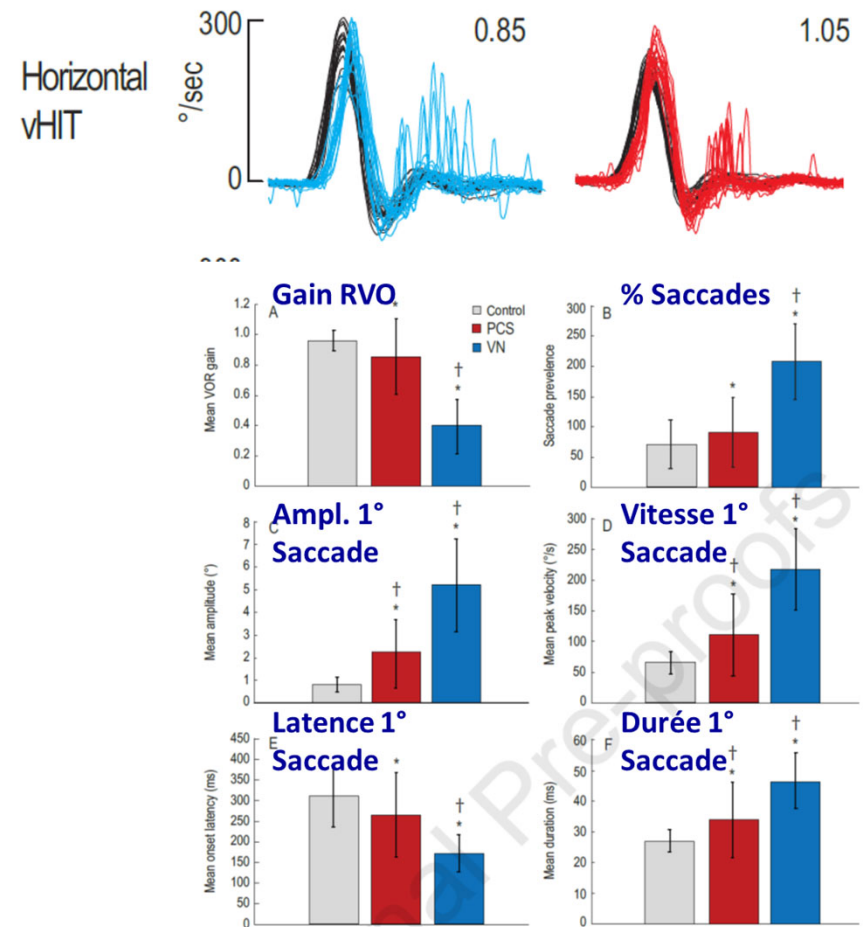 300
0.85
1.05
Horizontal
vHIT
°/sec
0
Gain RVO
A
Control
PCS
VN
*
†
*
1.2
1.0
0.8
0.6
0.4
0.2
0
Mean VOR gain
% Saccades
B
*
†
*
300
250
200
150
100
50
0
Saccade prevelence
Ampl. 1°
Saccade
C
†
*
†
*
8
7
6
5
4
3
2
1
0
Mean amplitude (°)
Vitesse 1°
Saccade
D
†
*
†
*
300
250
200
150
100
50
0
Mean peak velocity (°/s)
Latence 1°
Saccade
E
*
†
*
450
400
350
300
250
200
150
100
50
0
Mean onset latency (ms)
Durée 1°
Saccade
F
†
*
†
*
60
50
40
30
20
10
0
Mean duration (ms)
nal Pre-proofs